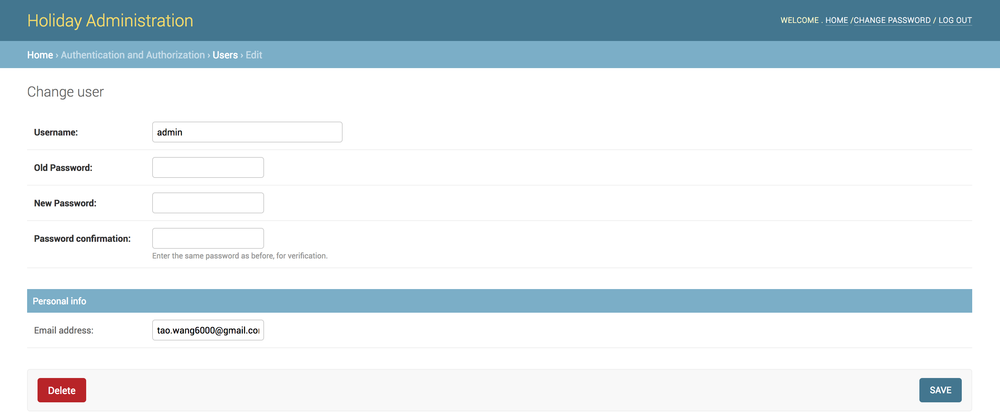 Holiday Administration
WELCOME . HOME /CHANGE PASSWORD / LOG OUT
Home › Authentication and Authorization › Users › Edit
Change user
Username: admin
Old Password:
New Password:
Password confirmation:
Enter the same password as before, for verification.
Personal info
Email address: tao.wang6000@gmail.co
Delete
SAVE